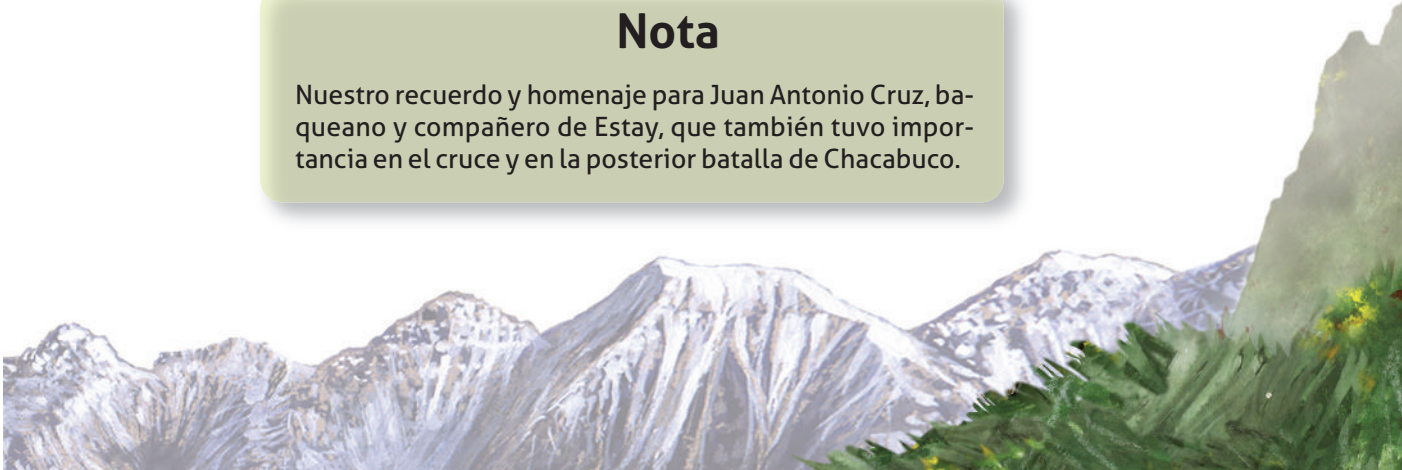 Nota
Nuestro recuerdo y homenaje para Juan Antonio Cruz, ba-
queano y compañero de Estay, que también tuvo impor-
tancia en el cruce y en la posterior batalla de Chacabuco.